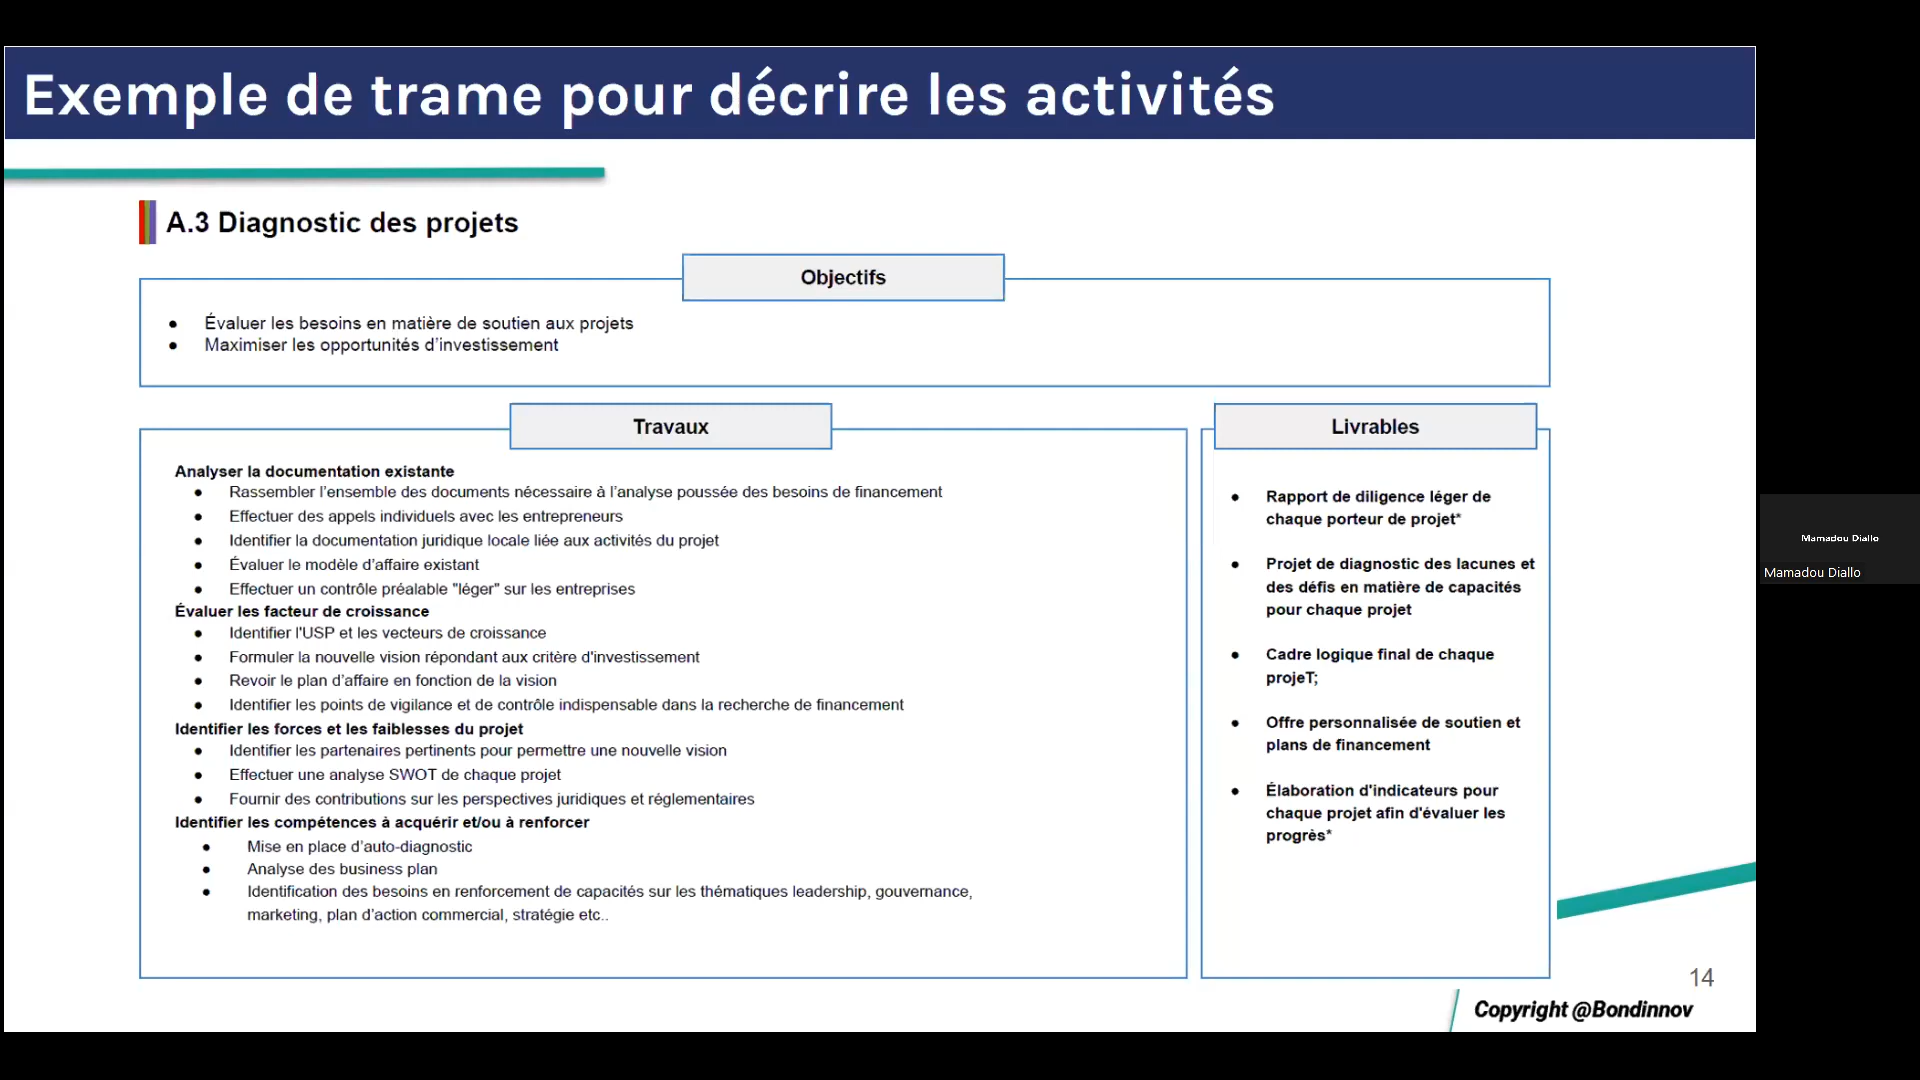 Exemple de trame pour décrire les activités
A.3 Diagnostic des projets
Objectifs
● Évaluer les besoins en matière de soutien aux projets
● Maximiser les opportunités d’investissement
Travaux
Analyser la documentation existante
● Rassembler l’ensemble des documents nécessaire à l’analyse poussée des besoins de financement
● Effectuer des appels individuels avec les entrepreneurs
● Identifier la documentation juridique locale liée aux activités du projet
● Évaluer le modèle d’affaire existant
● Effectuer un contrôle préalable "léger" sur les entreprises
Évaluer les facteur de croissance
● Identifier l'USP et les vecteurs de croissance
● Formuler la nouvelle vision répondant aux critère d'investissement
● Revoir le plan d’affaire en fonction de la vision
● Identifier les points de vigilance et de contrôle indispensable dans la recherche de financement
Identifier les forces et les faiblesses du projet
● Identifier les partenaires pertinents pour permettre une nouvelle vision
● Effectuer une analyse SWOT de chaque projet
● Fournir des contributions sur les perspectives juridiques et réglementaires
Identifier les compétences à acquérir et/ou à renforcer
● Mise en place d’auto-diagnostic
● Analyse des business plan
● Identification des besoins en renforcement de capacités sur les thématiques leadership, gouvernance,
marketing, plan d’action commercial, stratégie etc..
Livrables
● Rapport de diligence léger de
chaque porteur de projet*
● Projet de diagnostic des lacunes et
des défis en matière de capacités
pour chaque projet
● Cadre logique final de chaque
projeT;
● Offre personnalisée de soutien et
plans de financement
● Élaboration d'indicateurs pour
chaque projet afin d'évaluer les
progrès*
14
Copyright @Bondinnov
Mamadou Diallo
Mamadou Diallo